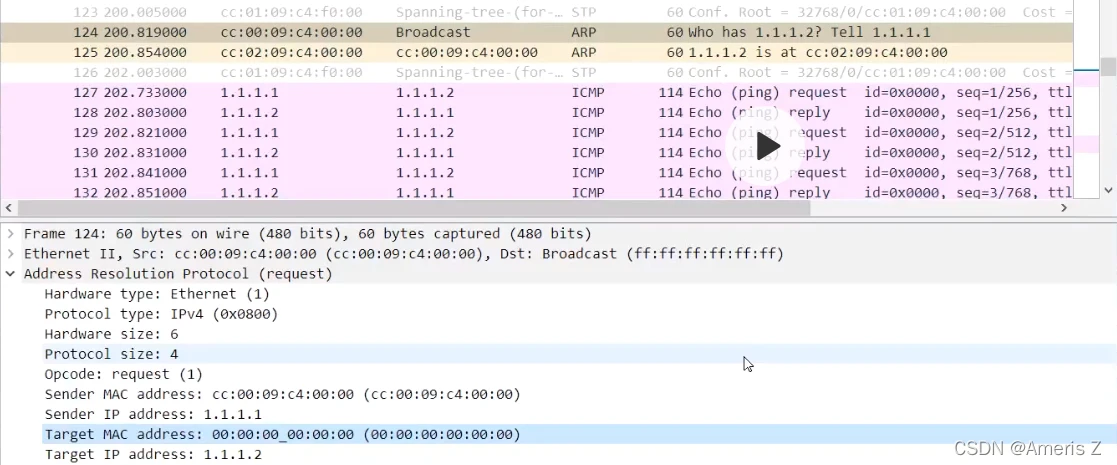 123 200.005000 cc:01:09:c4:f0:00 Spanning-tree-(for-… STP 60 Conf. Root = 32768/0/cc:01:09:c4:00:00 Cost =
124 200.819000 cc:00:09:c4:00:00 Broadcast ARP 60 Who has 1.1.1.2? Tell 1.1.1.1
125 200.854000 cc:02:09:c4:00:00 cc:00:09:c4:00:00 ARP 60 1.1.1.2 is at cc:02:09:c4:00:00
126 202.003000 cc:01:09:c4:f0:00 Spanning-tree-(for-… STP 60 Conf. Root = 32768/0/cc:01:09:c4:00:00 Cost =
127 202.733000 1.1.1.1 1.1.1.2 ICMP 114 Echo (ping) request id=0x0000, seq=1/256, ttl
128 202.803000 1.1.1.2 1.1.1.1 ICMP 114 Echo (ping) reply id=0x0000, seq=1/256, ttl
129 202.821000 1.1.1.1 1.1.1.2 ICMP 114 Echo (ping) request id=0x0000, seq=2/512, ttl
130 202.831000 1.1.1.2 1.1.1.1 ICMP 114 Echo (ping) reply id=0x0000, seq=2/512, ttl
131 202.841000 1.1.1.1 1.1.1.2 ICMP 114 Echo (ping) request id=0x0000, seq=3/768, ttl
132 202.851000 1.1.1.2 1.1.1.1 ICMP 114 Echo (ping) reply id=0x0000, seq=3/768, ttl
Frame 124: 60 bytes on wire (480 bits), 60 bytes captured (480 bits)
Ethernet II, Src: cc:00:09:c4:00:00 (cc:00:09:c4:00:00), Dst: Broadcast (ff:ff:ff:ff:ff:ff)
Address Resolution Protocol (request)
Hardware type: Ethernet (1)
Protocol type: IPv4 (0x0800)
Hardware size: 6
Protocol size: 4
Opcode: request (1)
Sender MAC address: cc:00:09:c4:00:00 (cc:00:09:c4:00:00)
Sender IP address: 1.1.1.1
Target MAC address: 00:00:00_00:00:00 (00:00:00:00:00:00)
Target IP address: 1.1.1.2
CSDN @Ameris Z